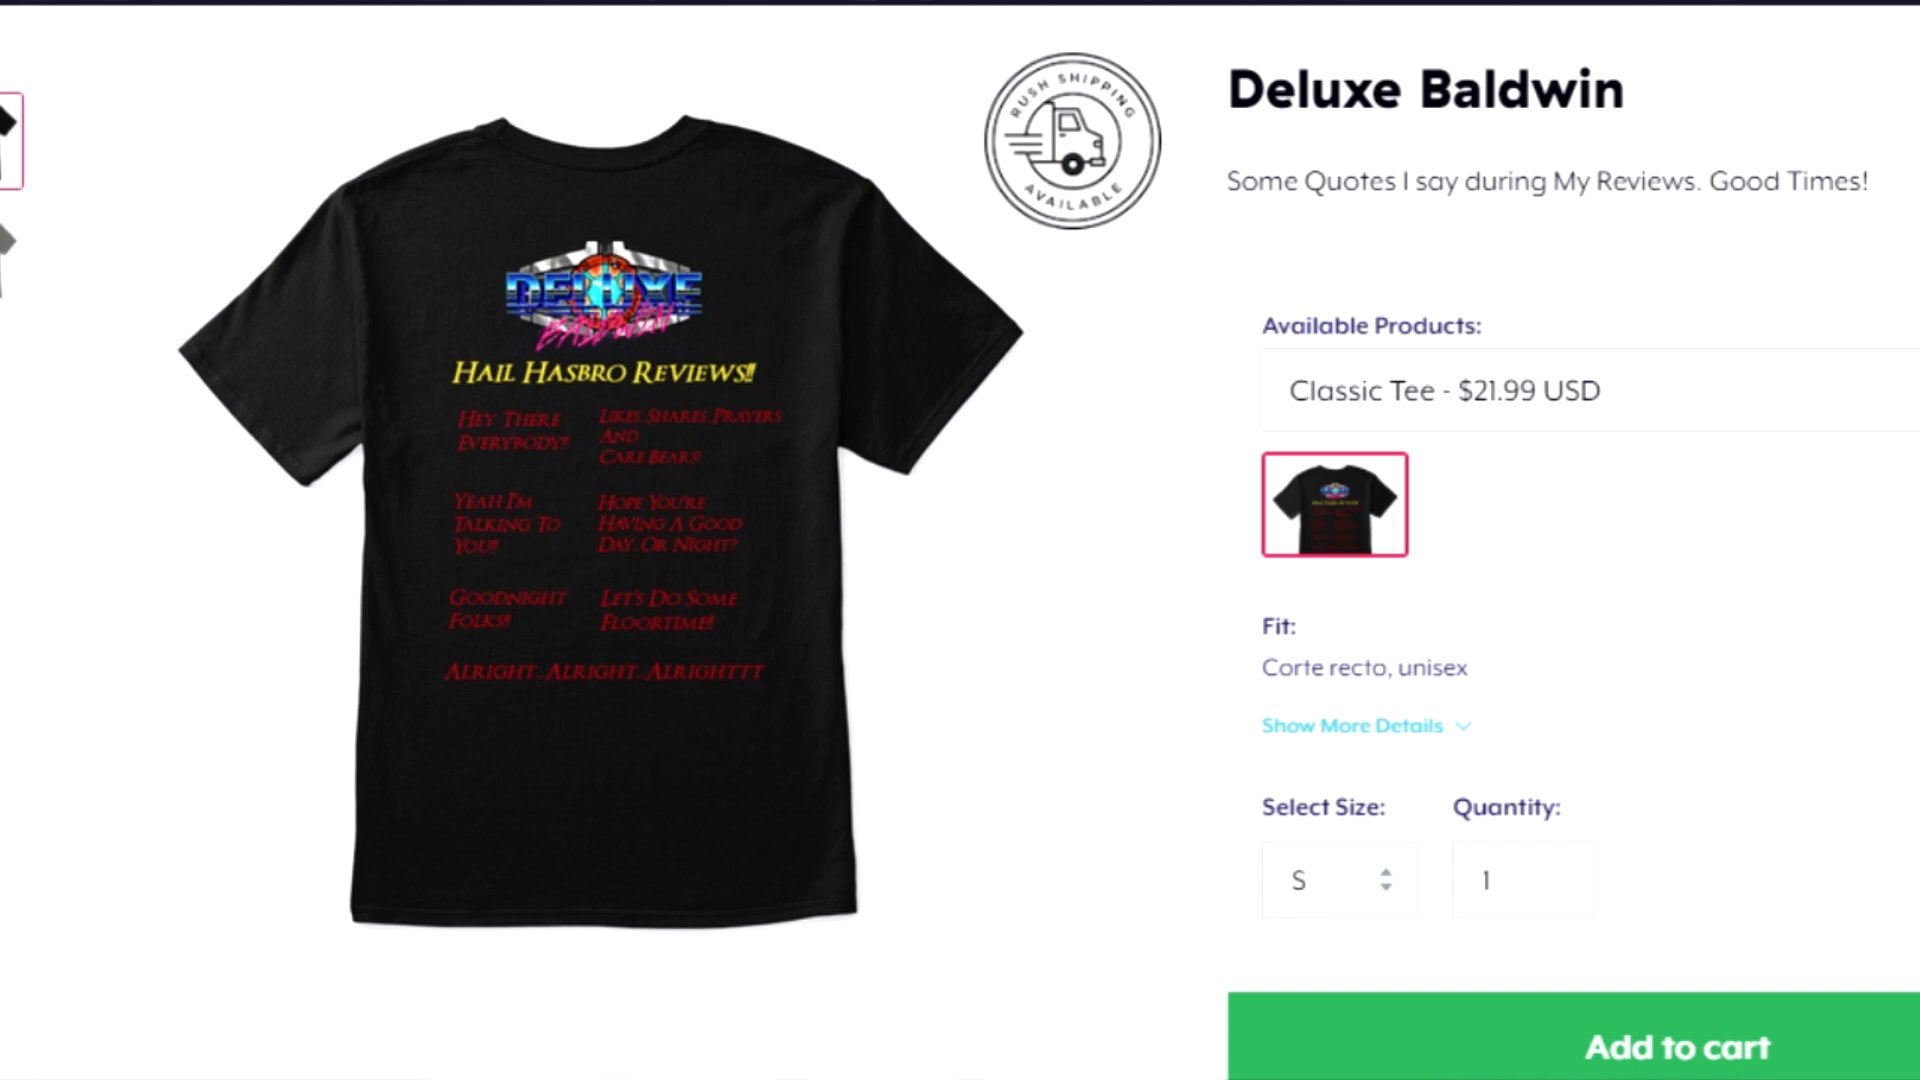 RUSH SHIPPING
AVAILABLE
Deluxe Baldwin
Some Quotes I say during My Reviews. Good Times!
DELUXE
BALDWIN
HAIL HASBRO REVIEWS!!
HEY THERE
EVERYBODY!!
LIKES..SHARES..PRAYERS
AND
CARE BEARS!
YEAH I'M
TALKING TO
YOU!!
HOPE YOU'RE
HAVING A GOOD
DAY..OR NIGHT?
GOODNIGHT
FOLKS!!
LET'S DO SOME
FLOORTIME!!
ALRIGHT...ALRIGHT...ALRIGHTTT
Available Products:
Classic Tee - $21.99 USD
Fit:
Corte recto, unisex
Show More Details
Select Size:
Quantity:
S
1
Add to cart